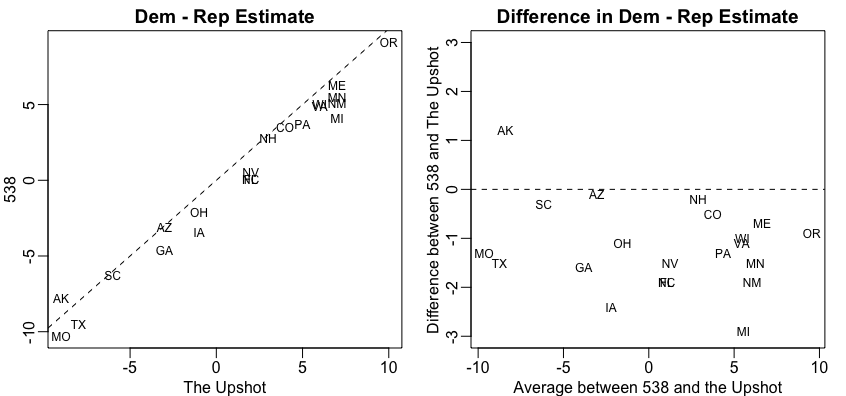 Dem - Rep Estimate
538
5
0
-5
-10
OR
ME
MN
NM
VA
MI
CO
PA
NH
NV
NC
OH
AZ
IA
GA
SC
AK
TX
MO
-5
0
5
10
The Upshot
Difference in Dem - Rep Estimate
Difference between 538 and The Upshot
3
2
1
0
-1
-2
-3
AK
AZ
NH
SC
CO
ME
OR
WI
VA
OH
MO
PA
TX
GA
NV
MN
NM
IA
MI
-10
-5
0
5
10
Average between 538 and the Upshot